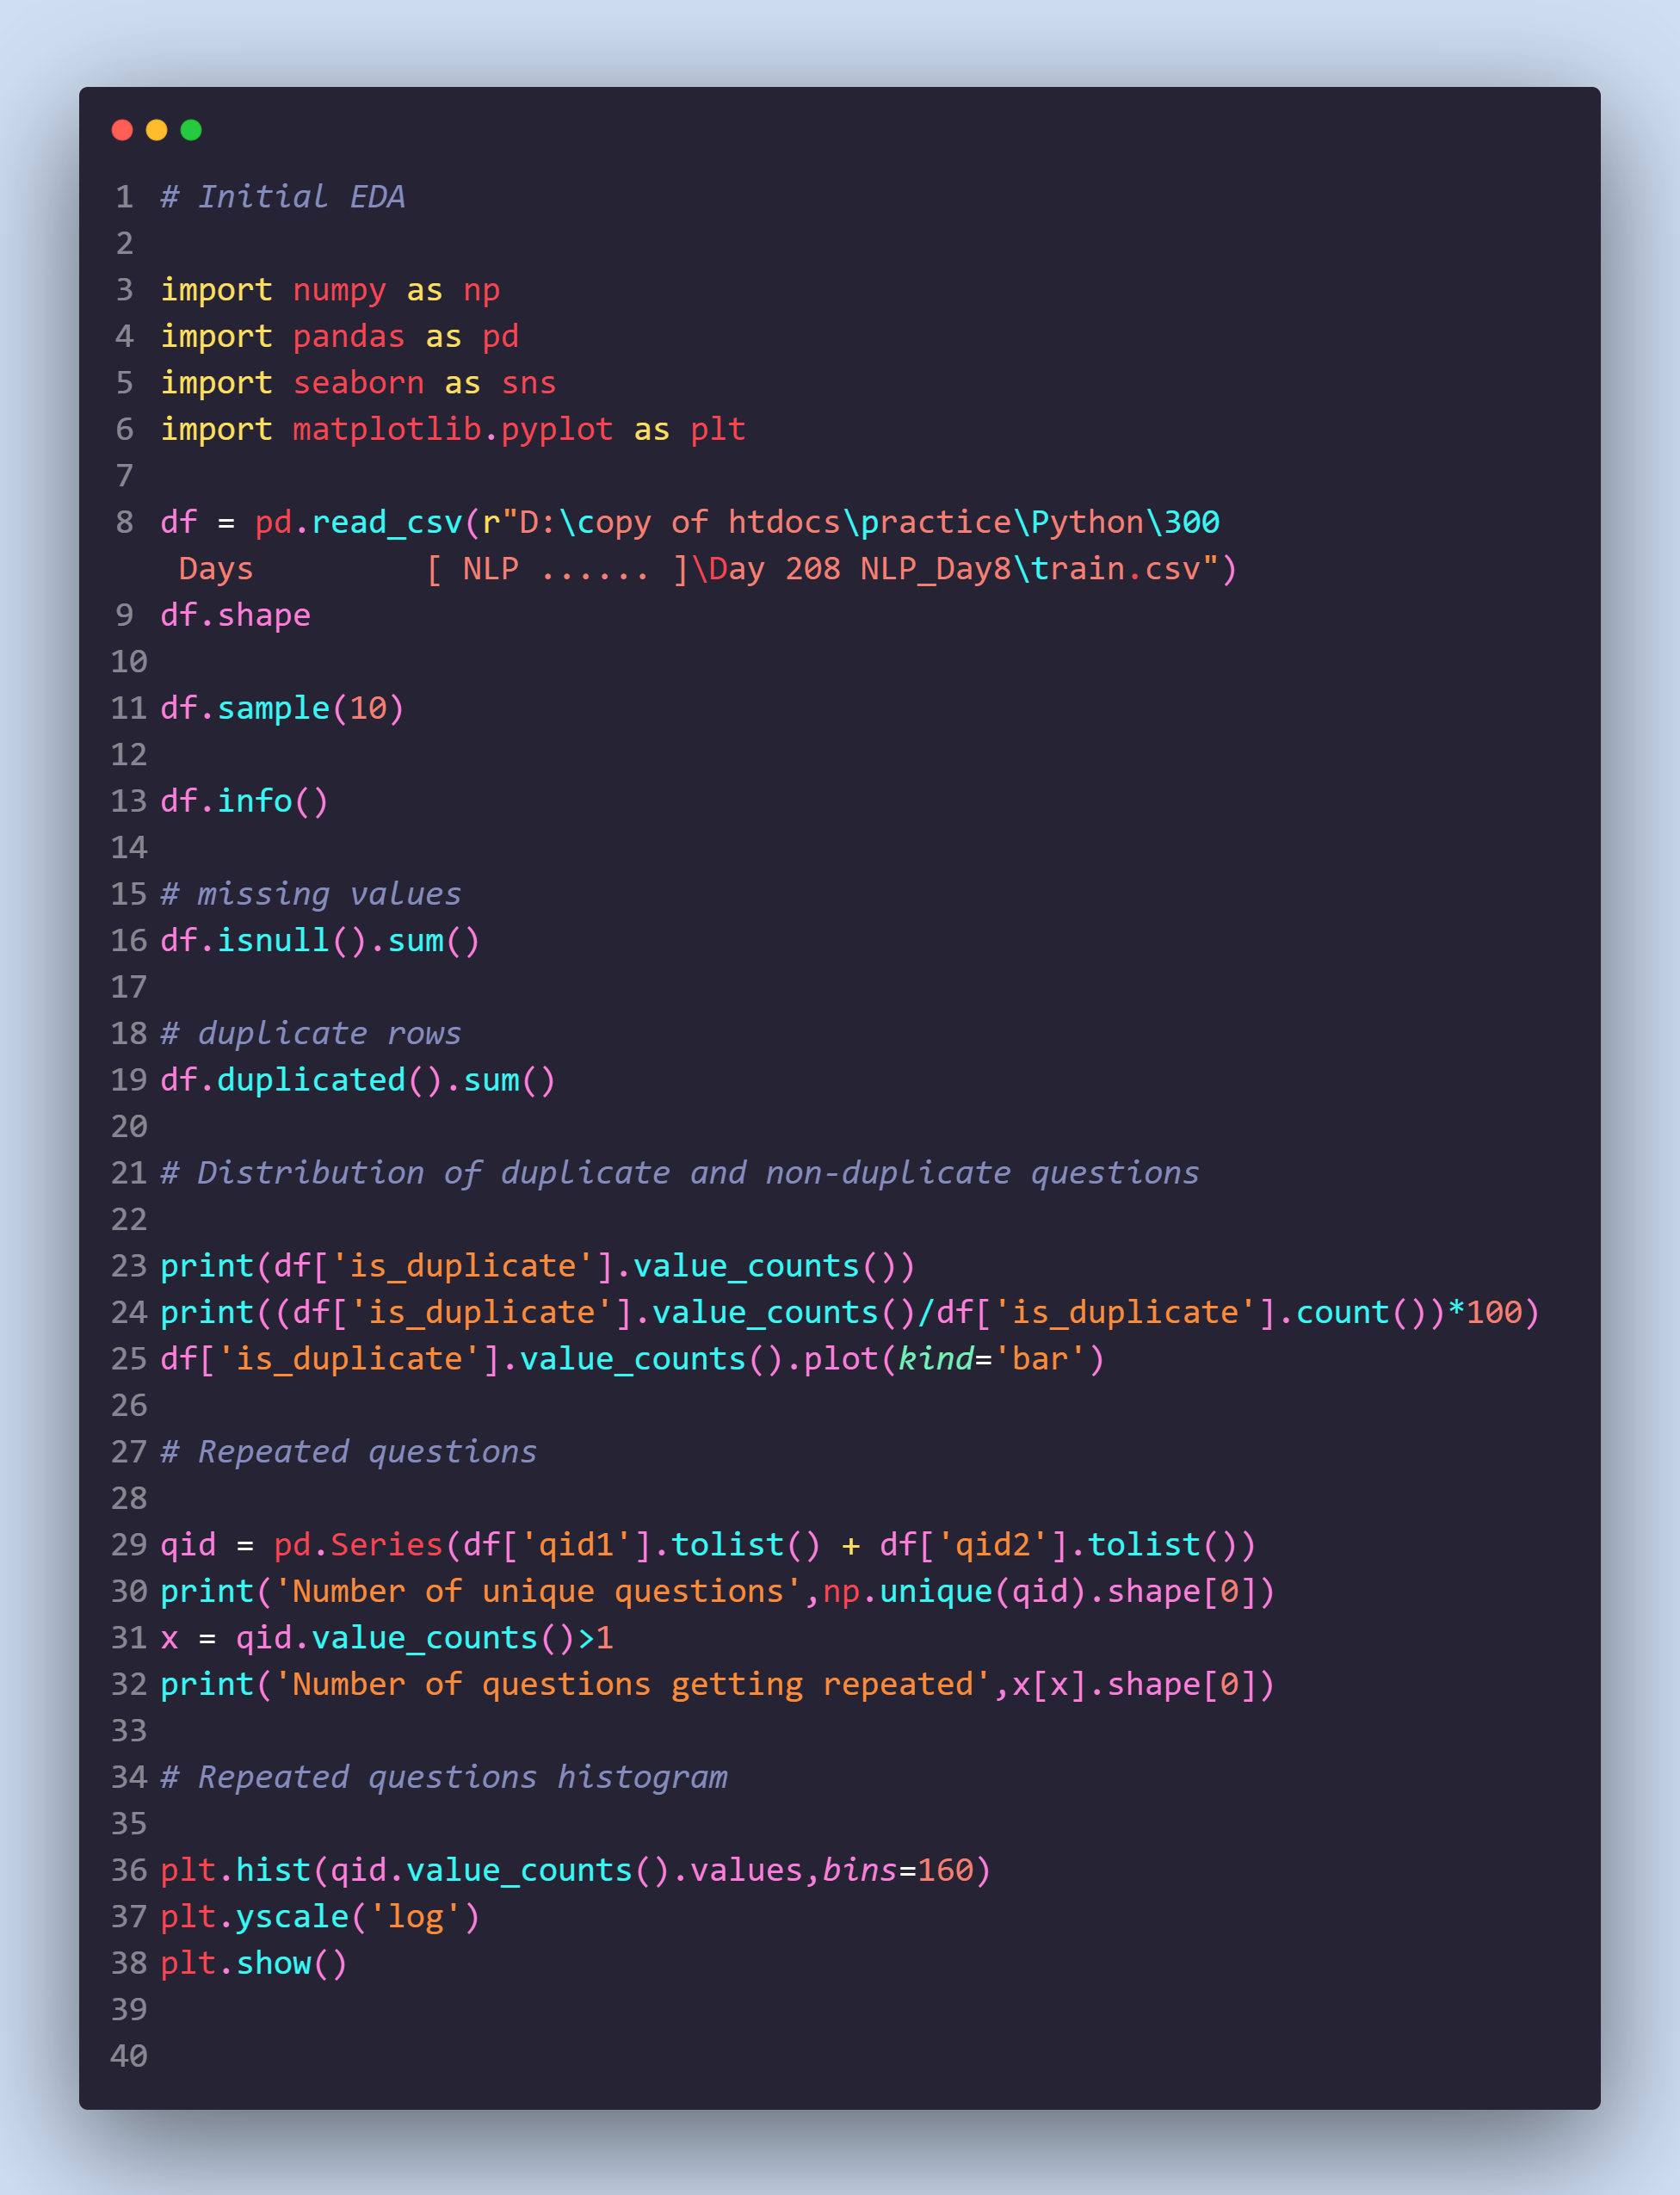 1 # Initial EDA
2
3 import numpy as np
4 import pandas as pd
5 import seaborn as sns
6 import matplotlib.pyplot as plt
7
8 df = pd.read_csv(r"D:\copy of htdocs\practice\Python\300
 Days         [ NLP ...... ]\Day 208 NLP_Day8\train.csv")
9 df.shape
10
11 df.sample(10)
12
13 df.info()
14
15 # missing values
16 df.isnull().sum()
17
18 # duplicate rows
19 df.duplicated().sum()
20
21 # Distribution of duplicate and non-duplicate questions
22
23 print(df['is_duplicate'].value_counts())
24 print((df['is_duplicate'].value_counts()/df['is_duplicate'].count())*100)
25 df['is_duplicate'].value_counts().plot(kind='bar')
26
27 # Repeated questions
28
29 qid = pd.Series(df['qid1'].tolist() + df['qid2'].tolist())
30 print('Number of unique questions',np.unique(qid).shape[0])
31 x = qid.value_counts()>1
32 print('Number of questions getting repeated',x[x].shape[0])
33
34 # Repeated questions histogram
35
36 plt.hist(qid.value_counts().values,bins=160)
37 plt.yscale('log')
38 plt.show()
39
40